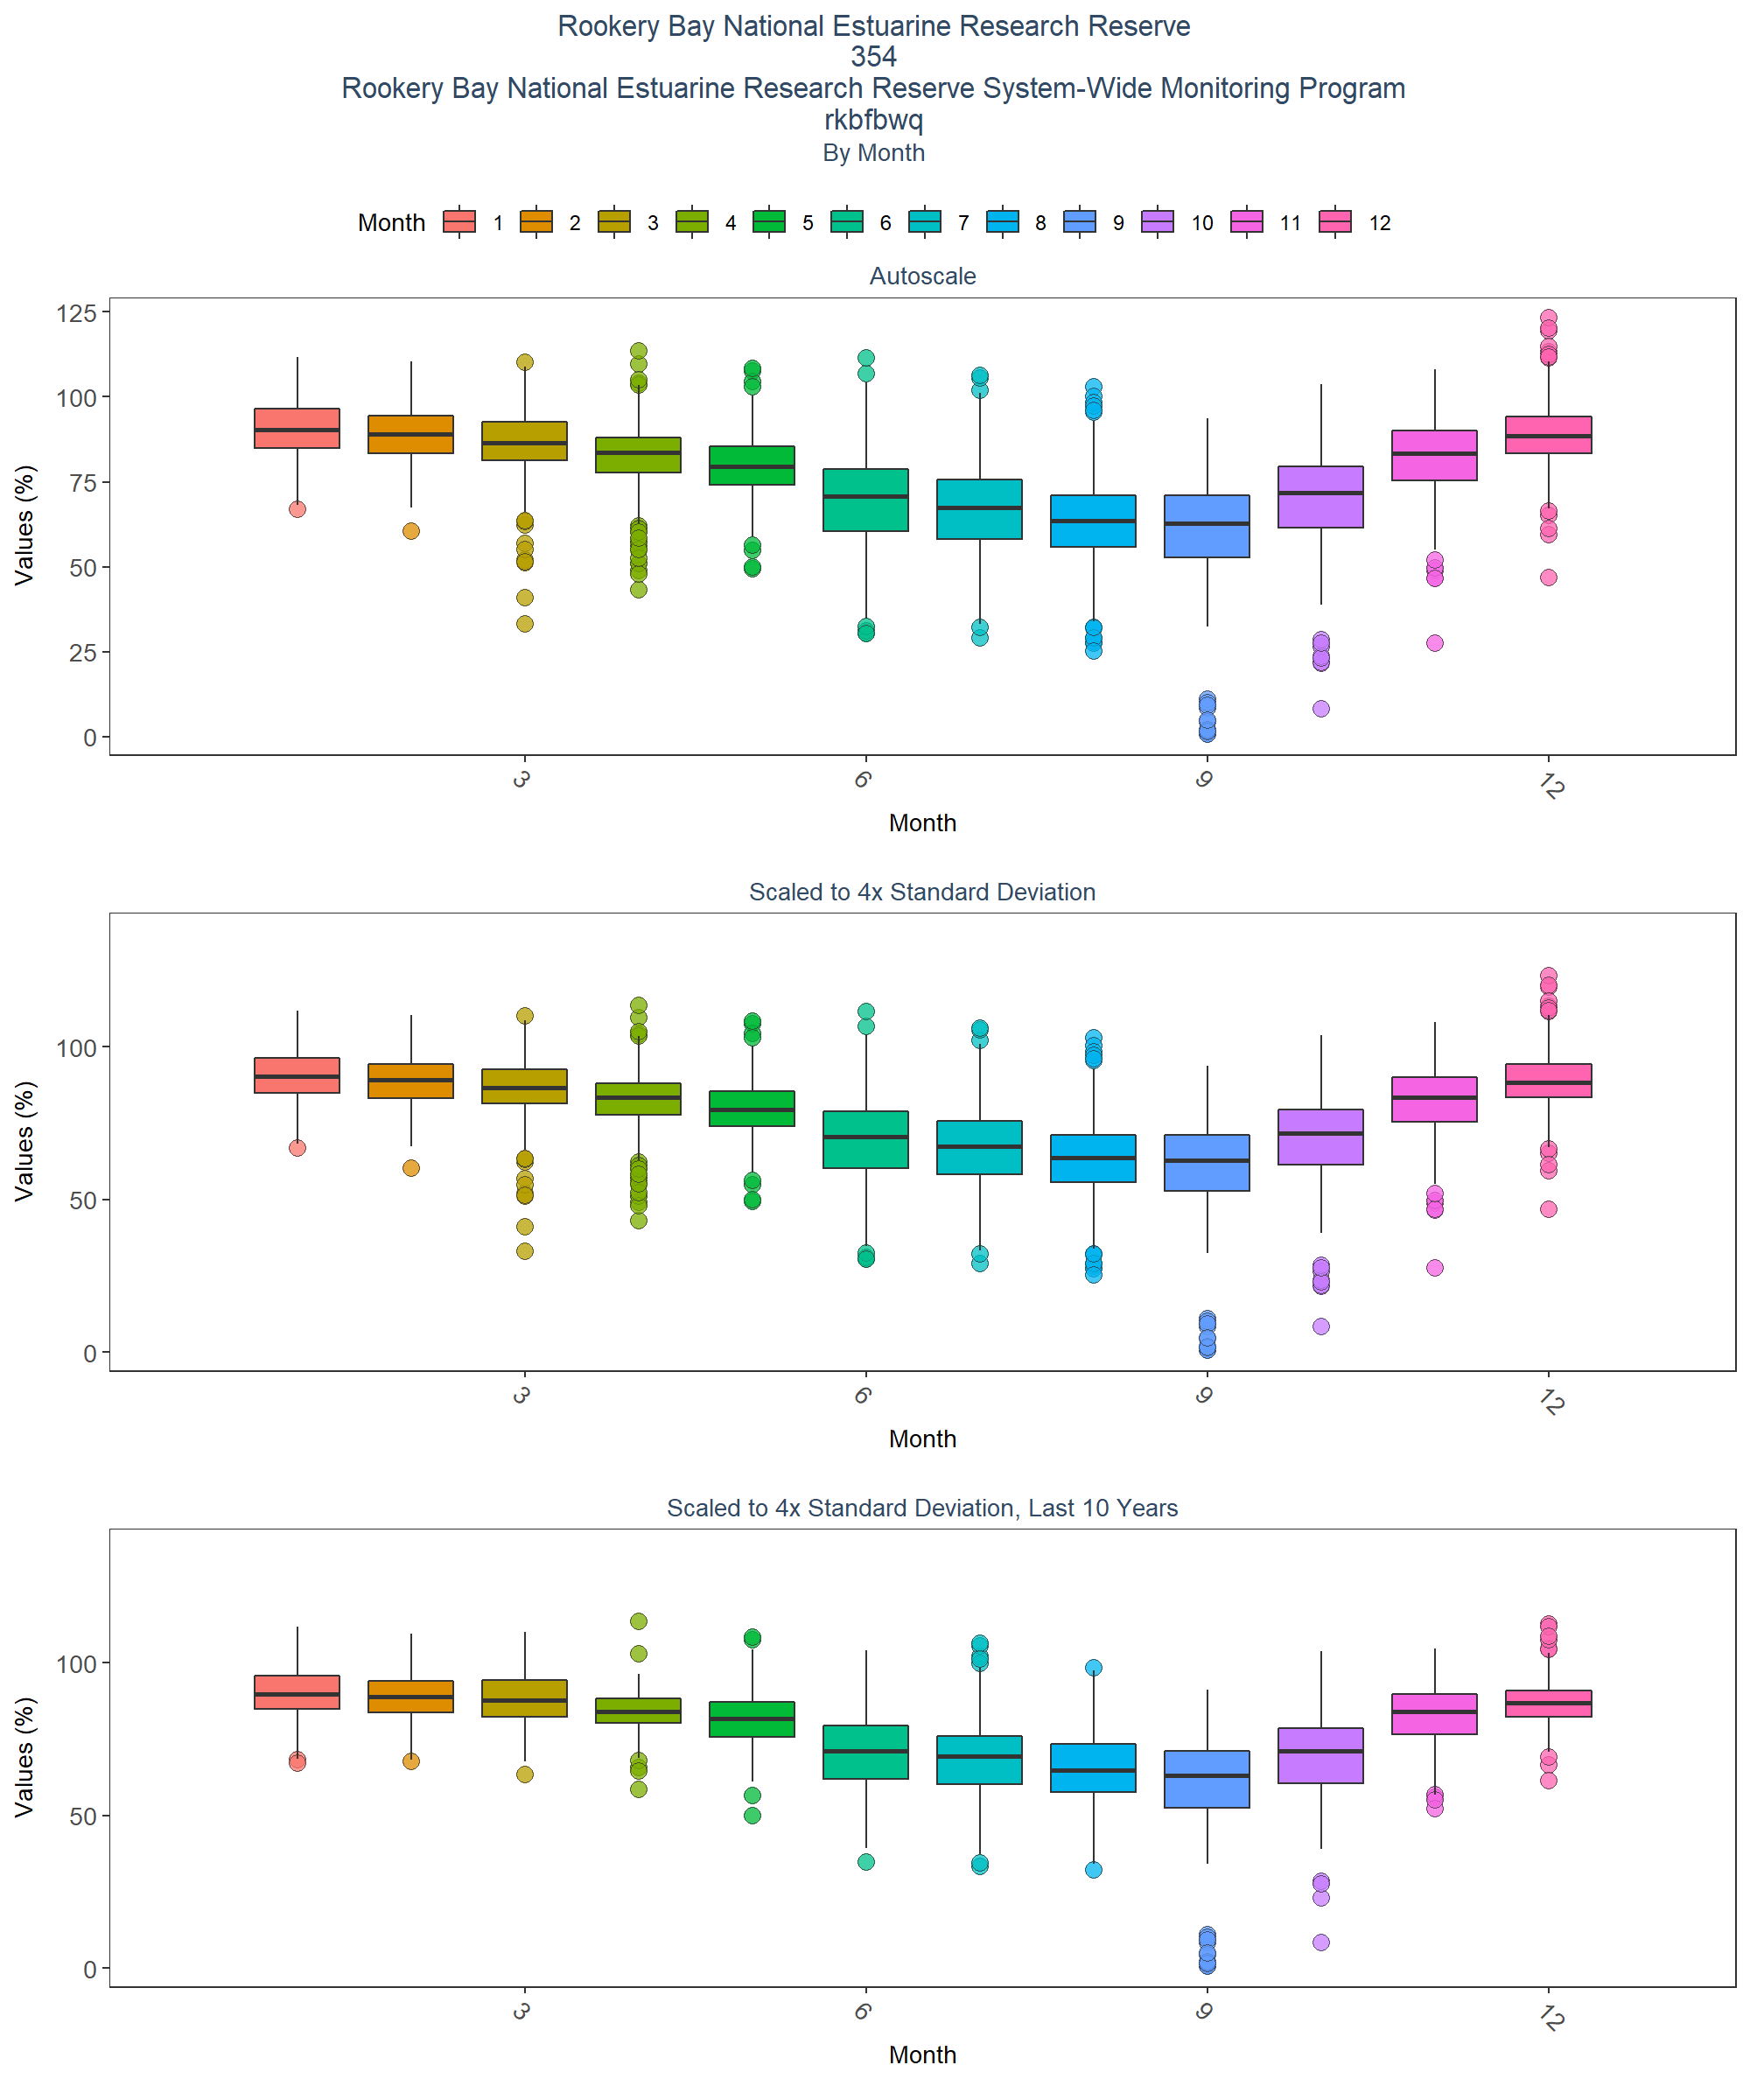 Rookery Bay National Estuarine Research Reserve
354
Rookery Bay National Estuarine Research Reserve System-Wide Monitoring Program
rkbfbwq
By Month
Month 1 2 3 4 5 6 7 8 9 10 11 12
Autoscale
Values (%)
125
100
75
50
25
0
3 6 9 12
Month
Scaled to 4x Standard Deviation
Values (%)
100
50
0
3 6 9 12
Month
Scaled to 4x Standard Deviation, Last 10 Years
Values (%)
100
50
0
3 6 9 12
Month